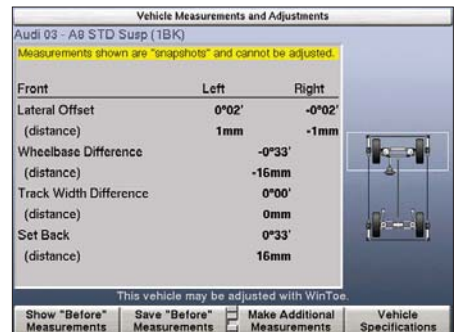 Vehicle Measurements and Adjustments
Audi 03 - A8 STD Susp (1BK)
Measurements shown are "snapshots" and cannot be adjusted.
Front Left Right
Lateral Offset 0°02' -0°02'
(distance) 1mm -1mm
Wheelbase Difference -0°33'
(distance) -16mm
Track Width Difference 0°00'
(distance) 0mm
Set Back 0°33'
(distance) 16mm
This vehicle may be adjusted with WinToe.
Show "Before" Measurements
Save "Before" Measurements
Make Additional Measurements
Vehicle Specifications